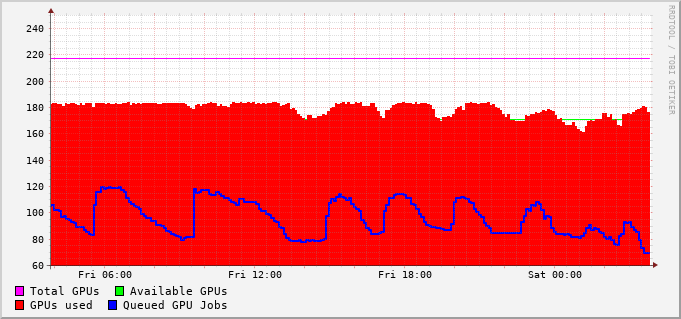 RRDTOOL / TOBI OETIKER
240
220
200
180
160
140
120
100
80
60
Fri 06:00 Fri 12:00 Fri 18:00 Sat 00:00
Total GPUs Available GPUs
GPUs used Queued GPU Jobs